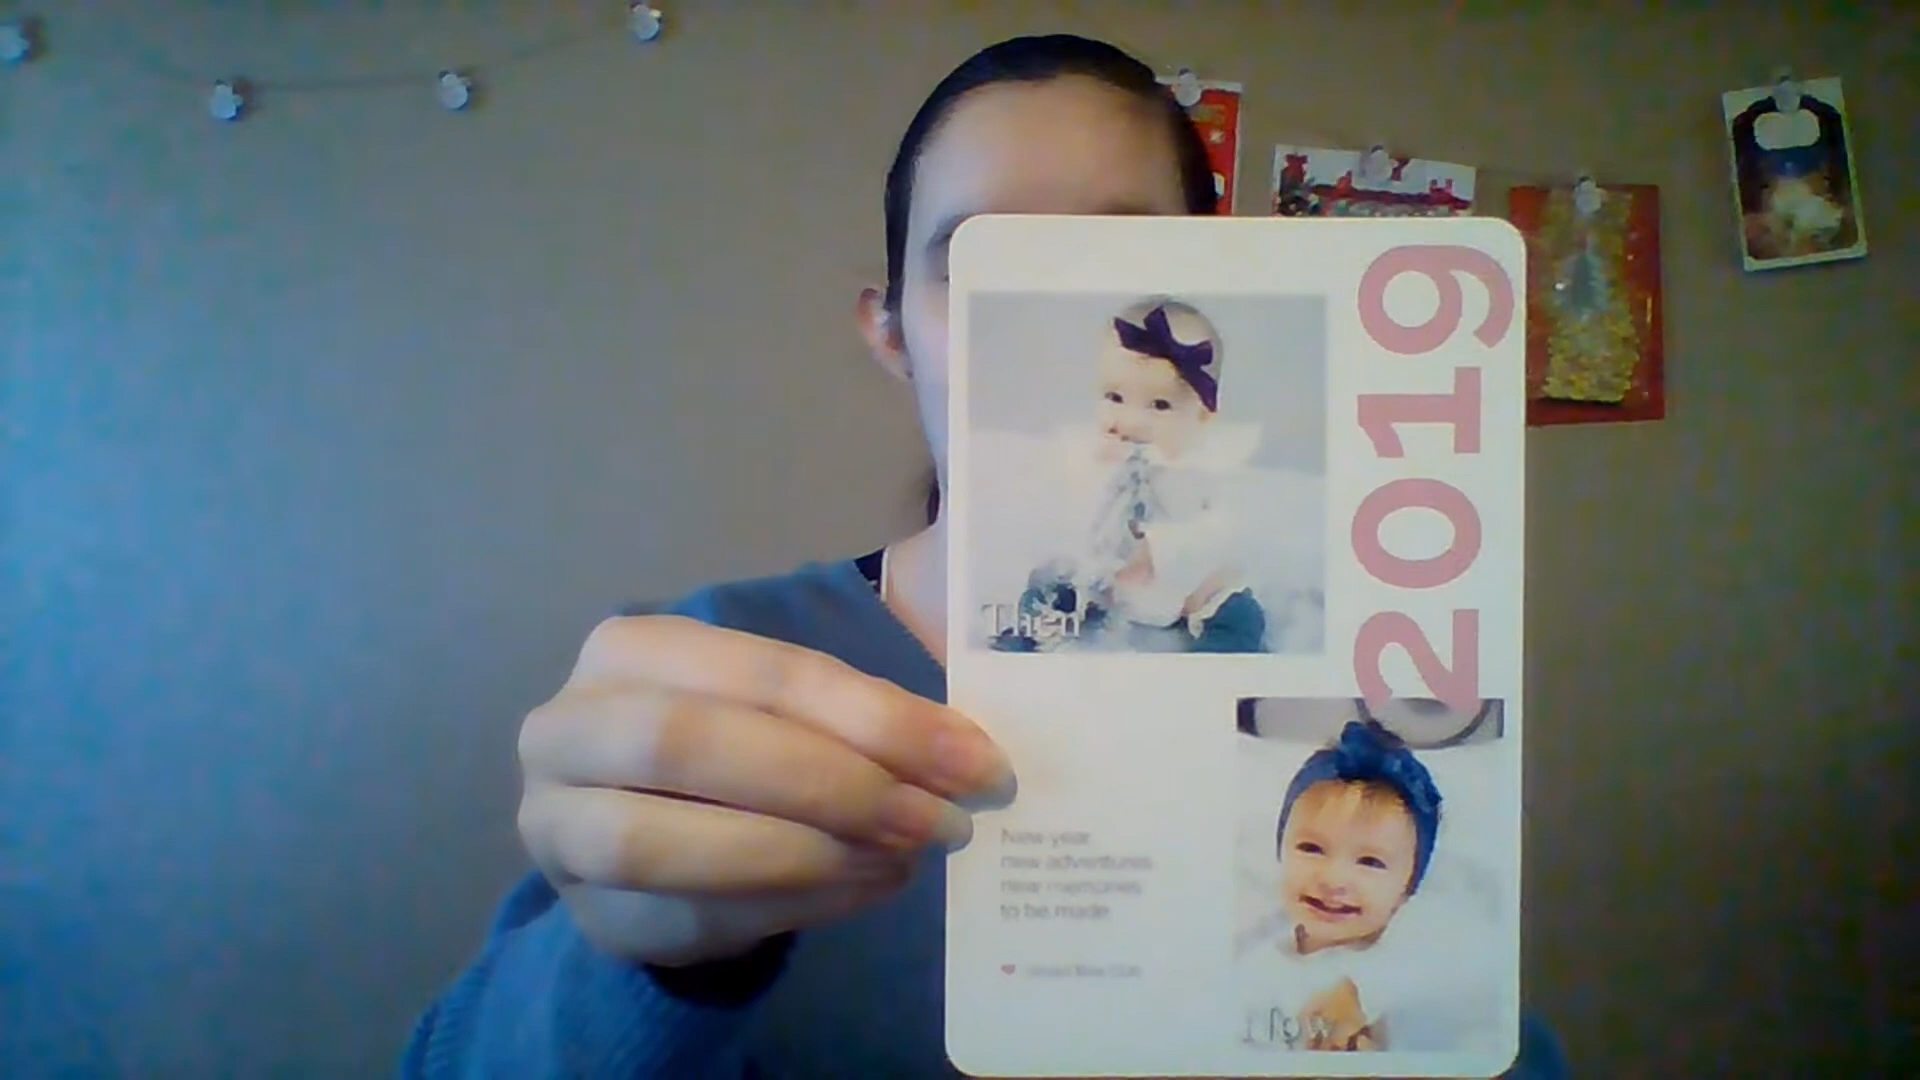 2019
Then
New year
new adventures
new memories
to be made
Now